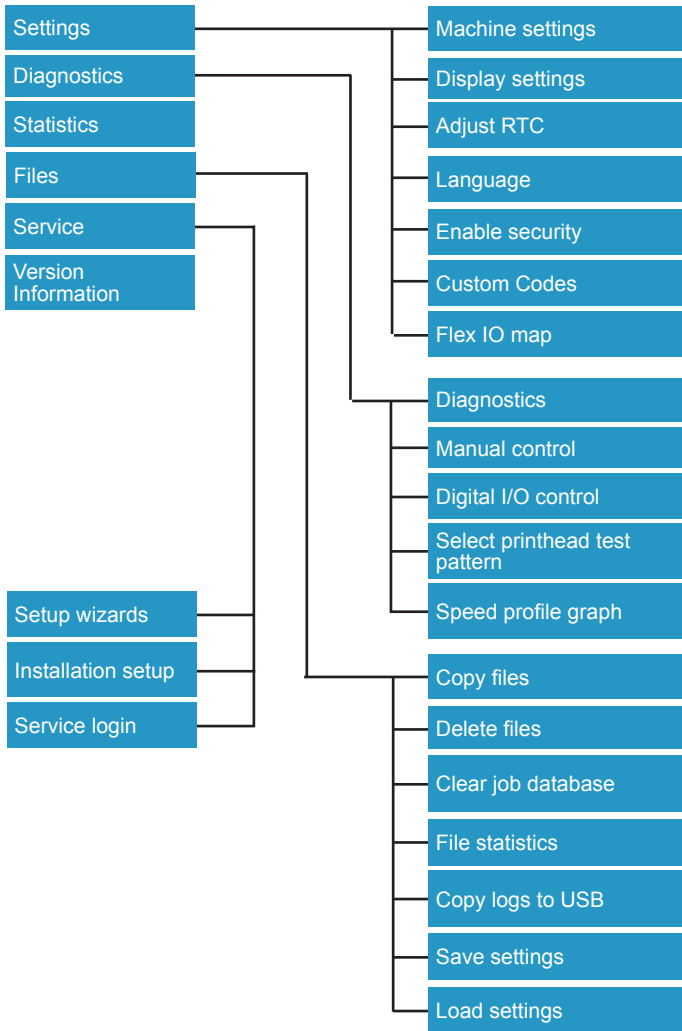 Settings
Diagnostics
Statistics
Files
Service
Version
Information
Setup wizards
Installation setup
Service login
Machine settings
Display settings
Adjust RTC
Language
Enable security
Custom Codes
Flex IO map
Diagnostics
Manual control
Digital I/O control
Select printhead test
pattern
Speed profile graph
Copy files
Delete files
Clear job database
File statistics
Copy logs to USB
Save settings
Load settings